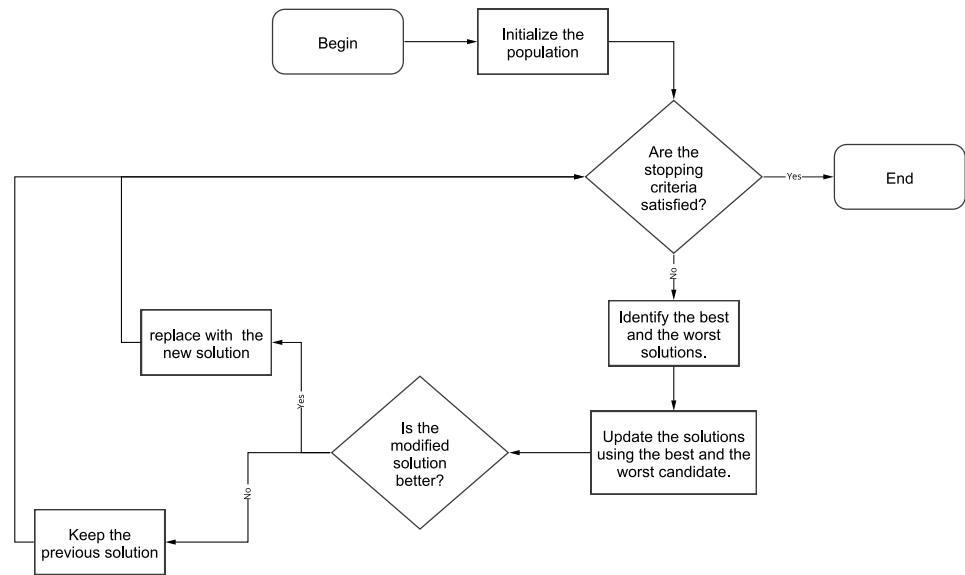 Begin
Initialize the
population
Are the
stopping
criteria
satisfied?
Yes
End
No
Identify the best
and the worst
solutions.
replace with  the
new solution
Yes
Is the
modified
solution
better?
Update the solutions
using the best and the
worst candidate.
No
Keep the
previous solution